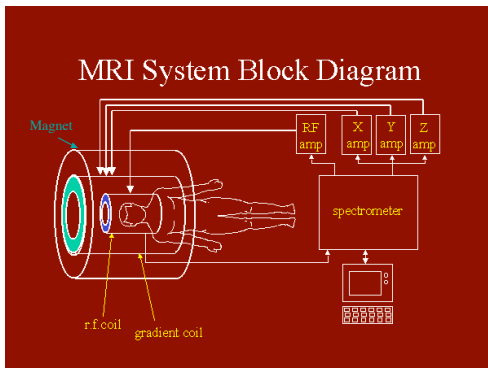 MRI System Block Diagram
Magnet
RF
amp
X
amp
Y
amp
Z
amp
spectrometer
r.f.coil
gradient coil